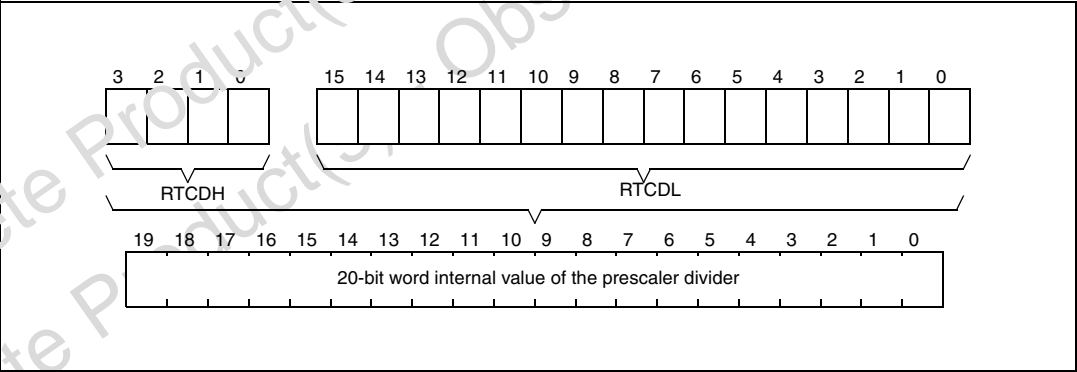 3 2 1 0 15 14 13 12 11 10 9 8 7 6 5 4 3 2 1 0
RTCDH RTCDL
19 18 17 16 15 14 13 12 11 10 9 8 7 6 5 4 3 2 1 0
20-bit word internal value of the prescaler divider